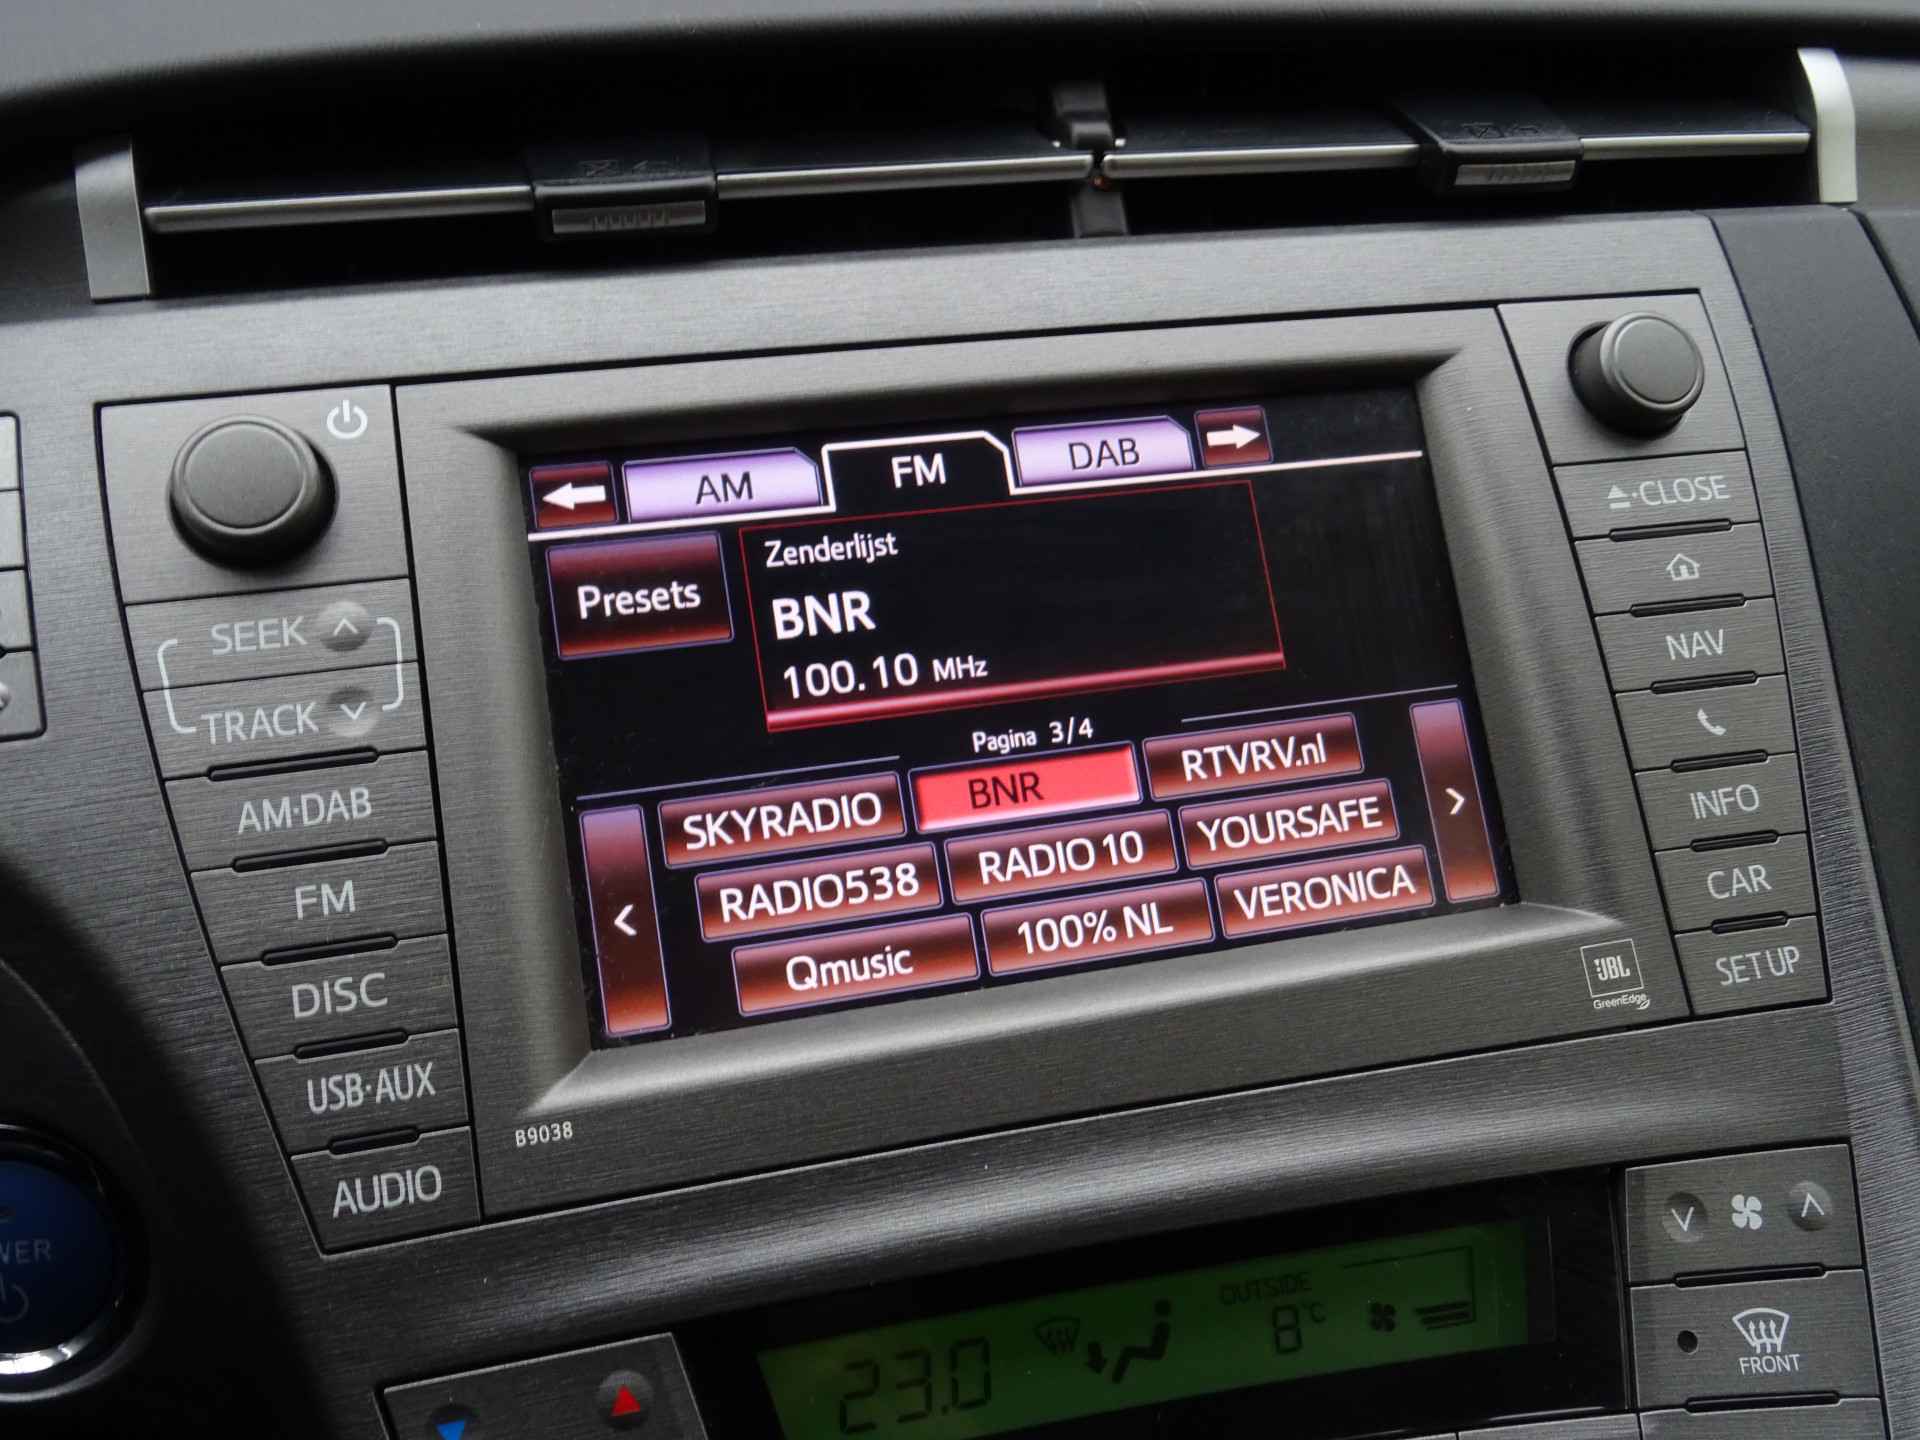 AM
FM
DAB
Presets
Zenderlijst
BNR
100.10 MHz
Pagina 3/4
SKYRADIO
BNR
RTVRV.nl
RADIO538
RADIO 10
YOURSAFE
Qmusic
100% NL
VERONICA
SEEK
TRACK
AM·DAB
FM
DISC
USB·AUX
AUDIO
CLOSE
NAV
INFO
CAR
SETUP
JBL
GreenEdge
B9038
WER
OUTSIDE
23.0
8°C
FRONT